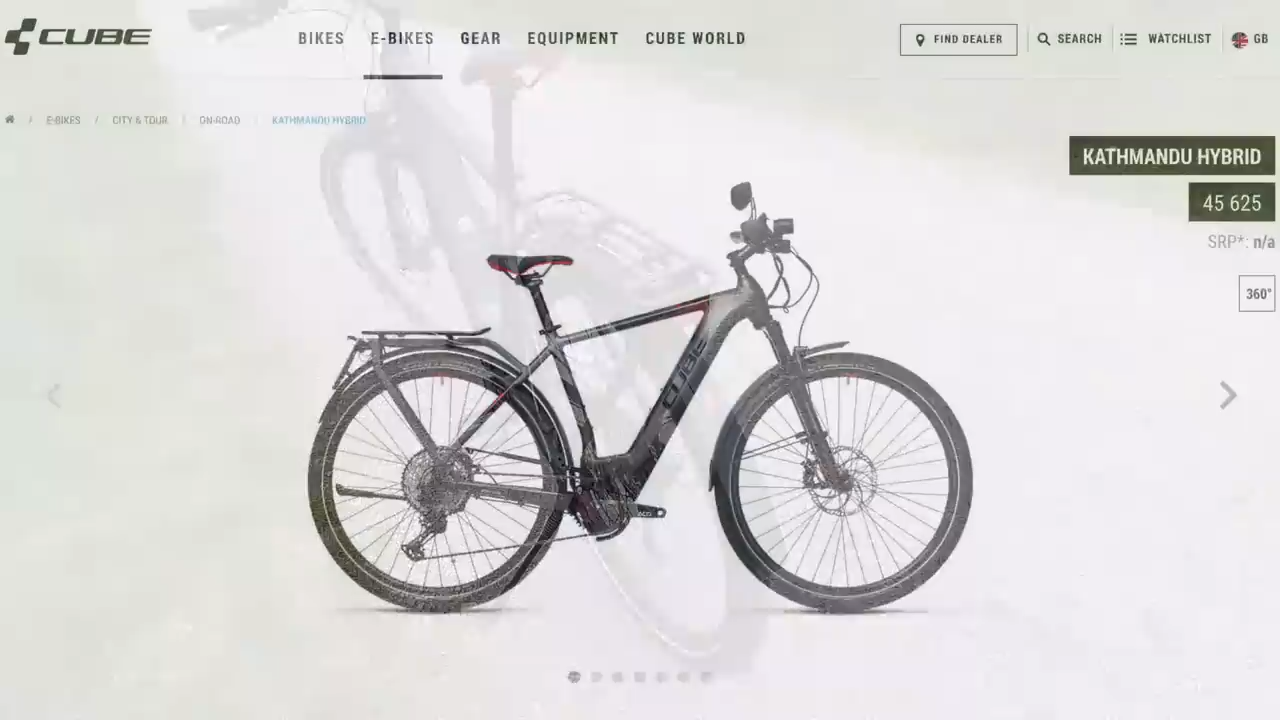 CUBE
BIKES E-BIKES GEAR EQUIPMENT CUBE WORLD
FIND DEALER SEARCH WATCHLIST GB
/ E-BIKES / CITY & TOUR / ON-ROAD / KATHMANDU HYBRID
KATHMANDU HYBRID
45 625
SRP*: n/a
360°
CUBE